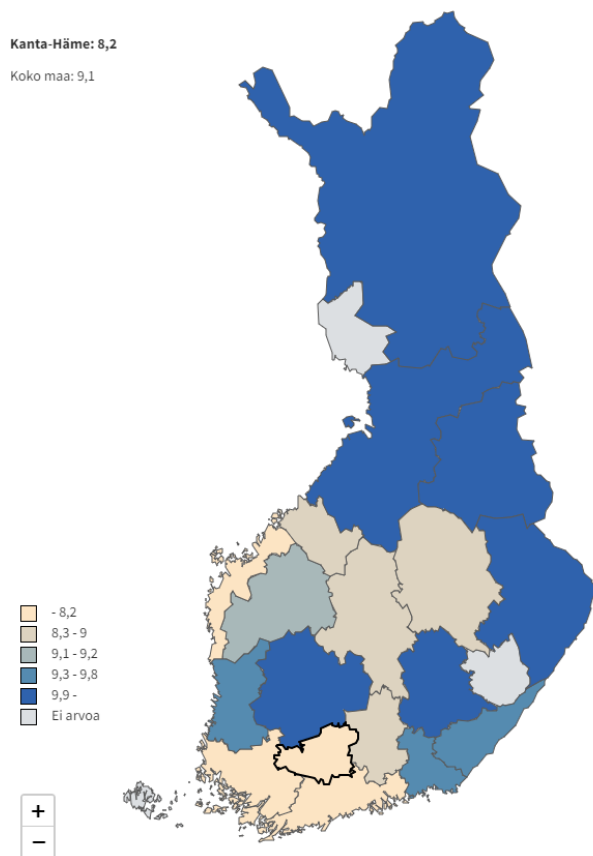 Kanta-Häme: 8,2
Koko maa: 9,1
- 8,2
8,3 - 9
9,1 - 9,2
9,3 - 9,8
9,9 -
Ei arvoa
+
−